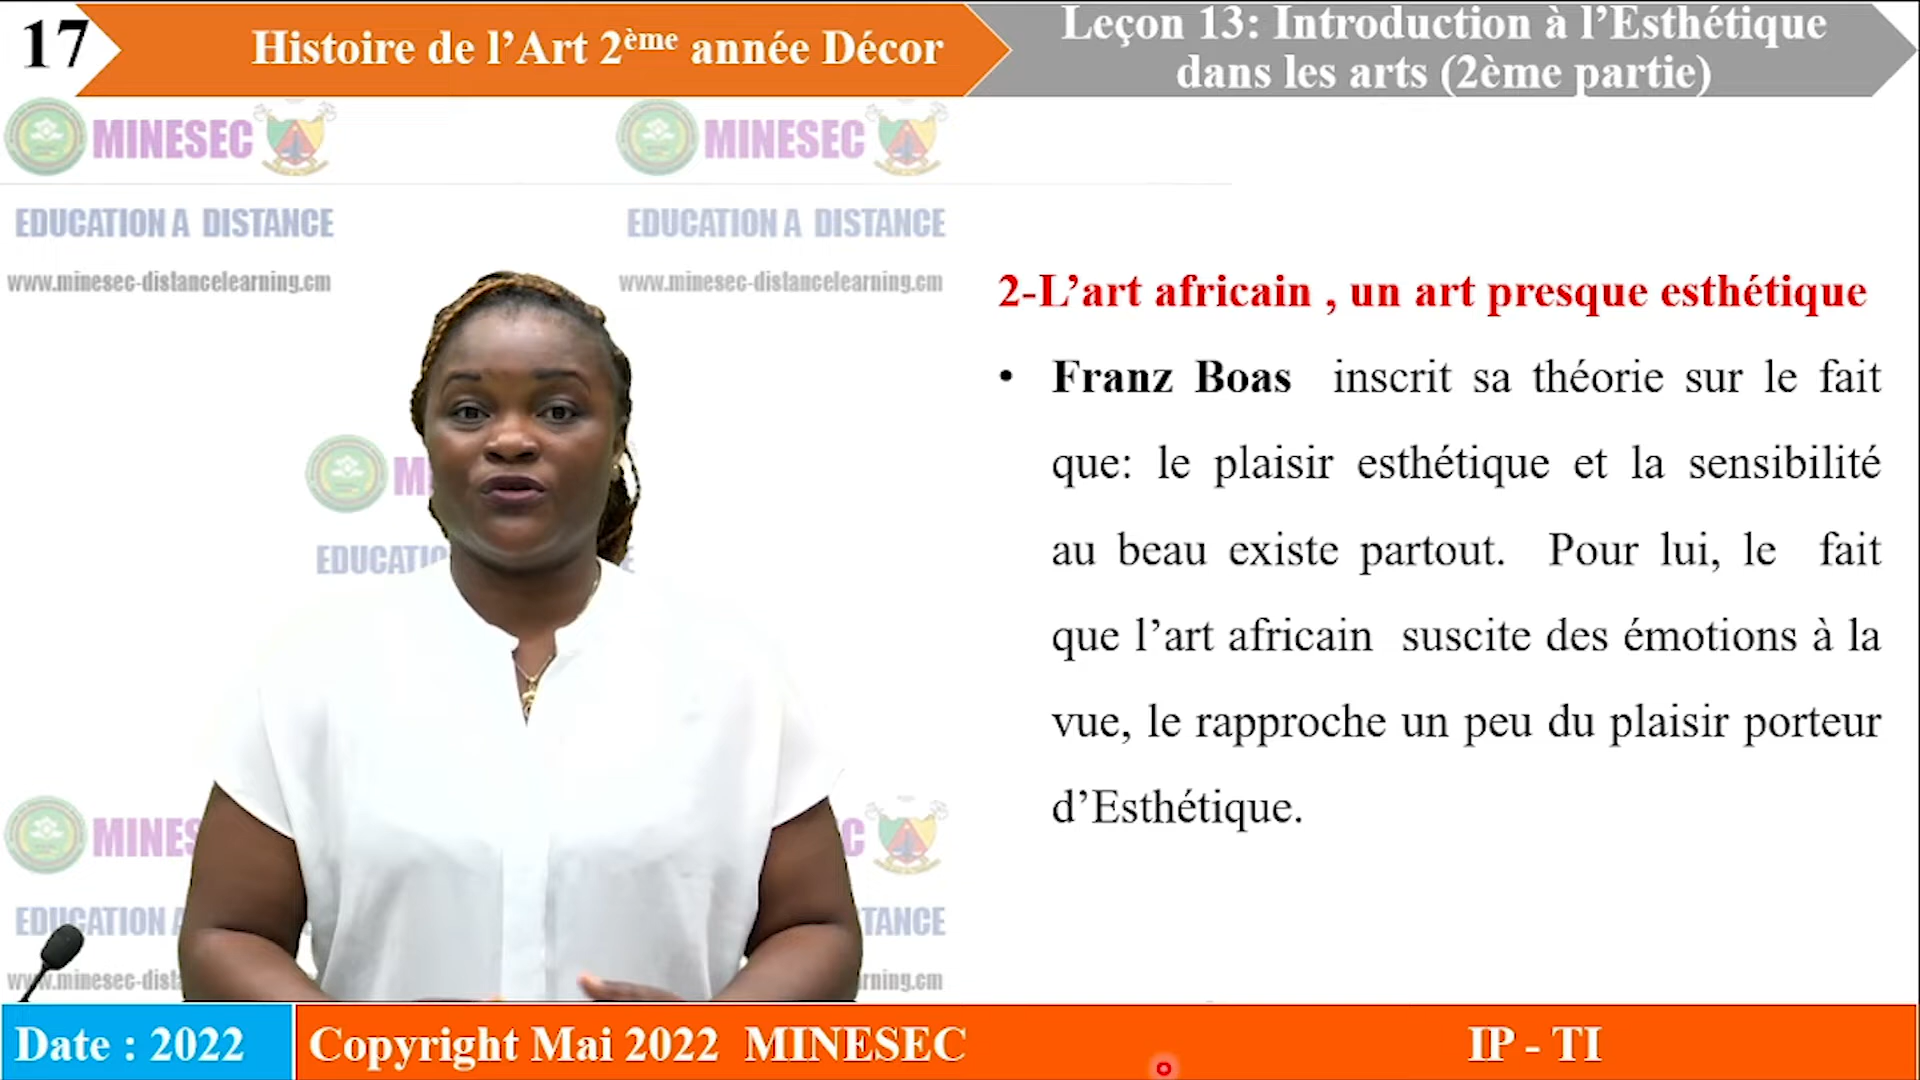 17
Histoire de l’Art 2ème année Décor
Leçon 13: Introduction à l’Esthétique
dans les arts (2ème partie)
MINESEC
MINESEC
EDUCATION A DISTANCE
EDUCATION A DISTANCE
www.minesec-distancelearning.cm
www.minesec-distancelearning.cm
2-L’art africain , un art presque esthétique
• Franz Boas inscrit sa théorie sur le fait
que: le plaisir esthétique et la sensibilité
au beau existe partout. Pour lui, le fait
que l’art africain suscite des émotions à la
vue, le rapproche un peu du plaisir porteur
d’Esthétique.
Date : 2022
Copyright Mai 2022 MINESEC
IP - TI